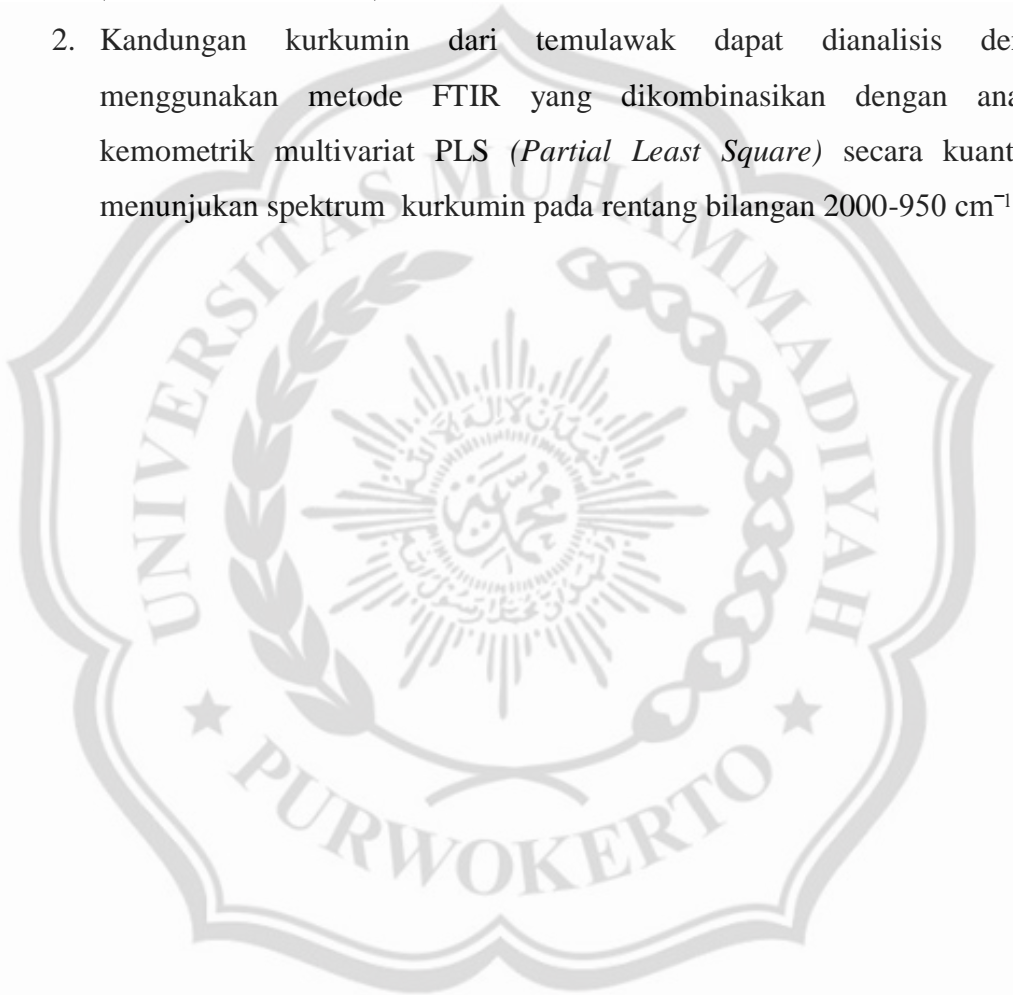 2. Kandungan kurkumin dari temulawak dapat dianalisis de
menggunakan metode FTIR yang dikombinasikan dengan ana
kemometrik multivariat PLS (Partial Least Square) secara kuant
menunjukan spektrum kurkumin pada rentang bilangan 2000-950 cm⁻¹
UNIVERSITAS MUHAMMADIYAH
PURWOKERTO